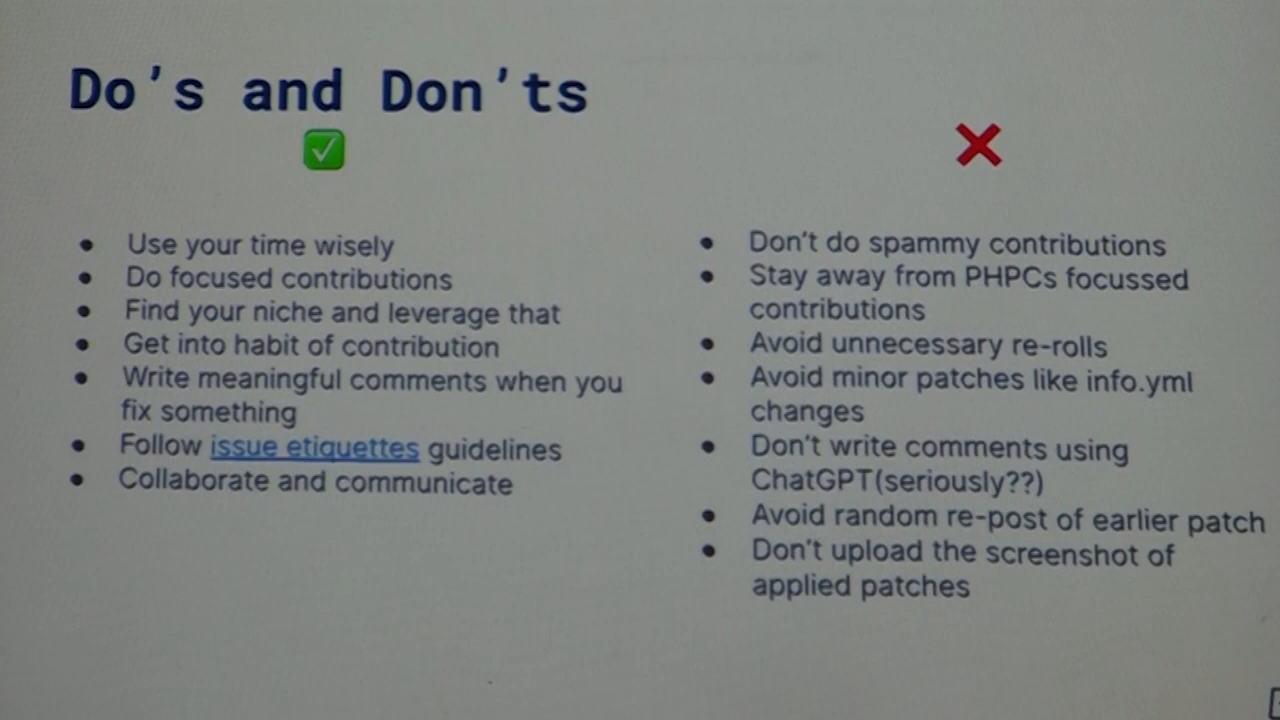 Do's and Don'ts
Use your time wisely
Do focused contributions
Find your niche and leverage that
Get into habit of contribution
Write meaningful comments when you
fix something
Follow issue etiquettes guidelines
Collaborate and communicate
Don't do spammy contributions
Stay away from PHPCs focussed
contributions
Avoid unnecessary re-rolls
Avoid minor patches like info.yml
changes
Don't write comments using
ChatGPT(seriously??)
Avoid random re-post of earlier patch
Don't upload the screenshot of
applied patches